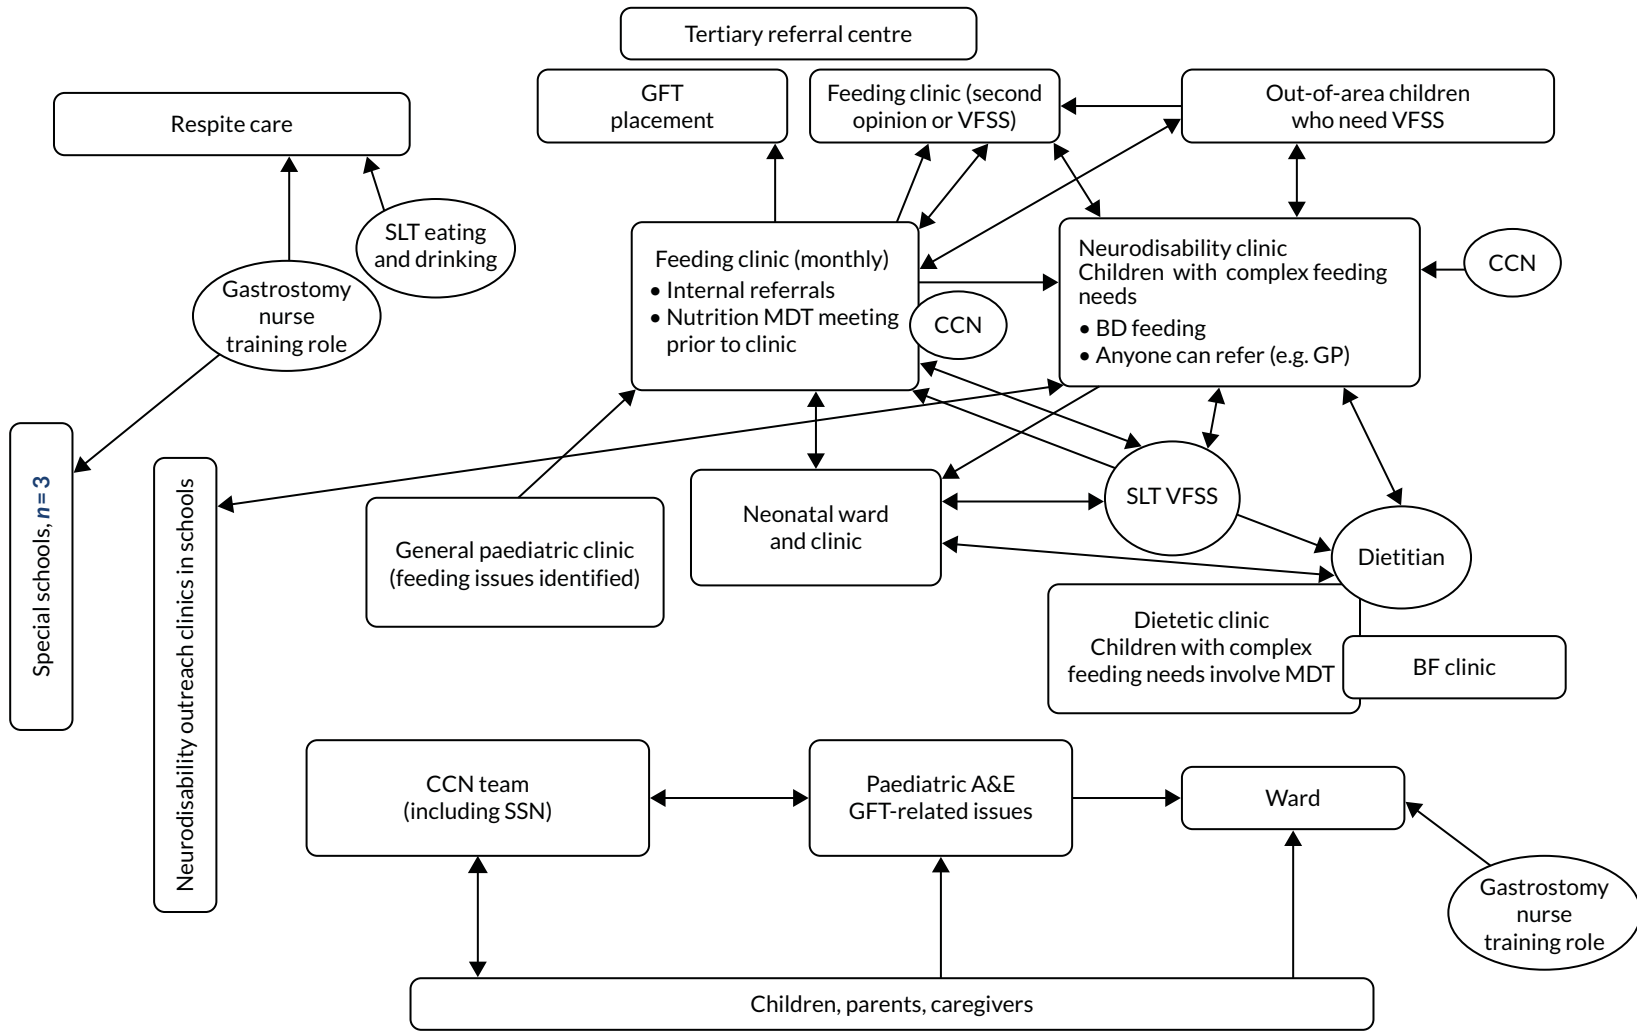 Tertiary referral centre
GFT
placement
Feeding clinic (second
opinion or VFSS)
Out-of-area children
who need VFSS
Respite care
SLT eating
and drinking
Gastrostomy
nurse
training role
Feeding clinic (monthly)
• Internal referrals
• Nutrition MDT meeting
prior to clinic
CCN
Neurodisability clinic
Children with complex feeding
needs
• BD feeding
• Anyone can refer (e.g. GP)
CCN
Special schools, n = 3
Neurodisability outreach clinics in schools
General paediatric clinic
(feeding issues identified)
Neonatal ward
and clinic
SLT VFSS
Dietitian
Dietetic clinic
Children with complex
feeding needs involve MDT
BF clinic
CCN team
(including SSN)
Paediatric A&E
GFT-related issues
Ward
Gastrostomy
nurse
training role
Children, parents, caregivers